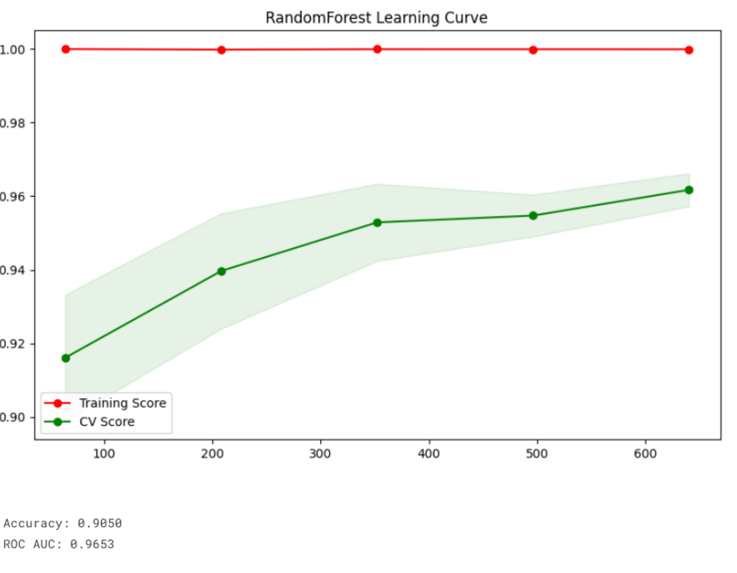 RandomForest Learning Curve
1.00
0.98
0.96
0.94
0.92
0.90
Training Score
CV Score
100 200 300 400 500 600
Accuracy: 0.9050
ROC AUC: 0.9653